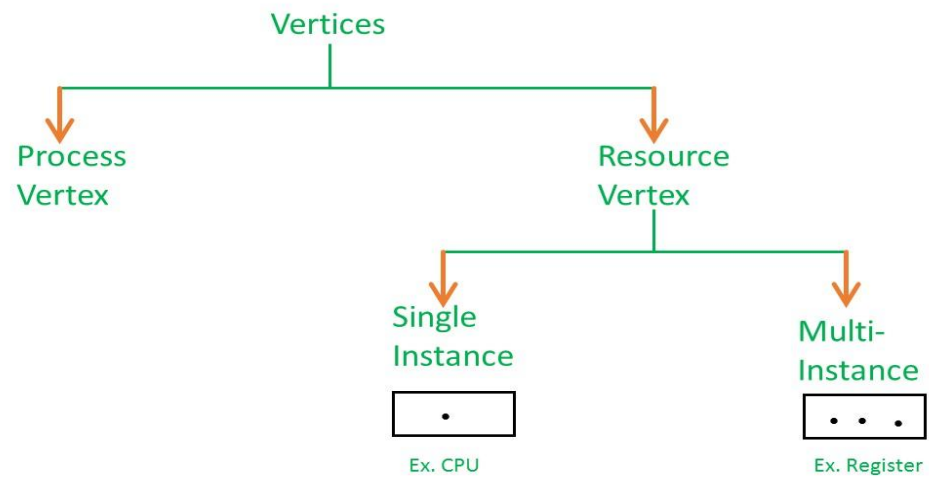 Vertices
Process
Vertex
Resource
Vertex
Single
Instance
Multi-
Instance
Ex. CPU
Ex. Register